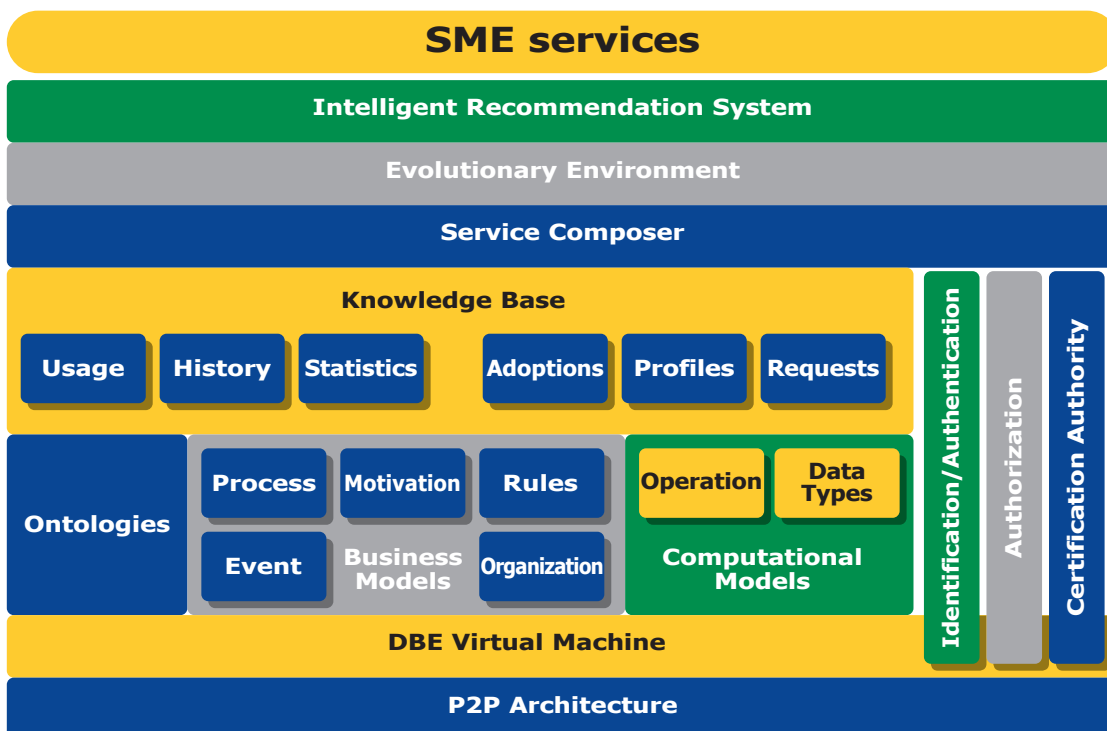 SME services
Intelligent Recommendation System
Evolutionary Environment
Service Composer
Knowledge Base
Usage
History
Statistics
Adoptions
Profiles
Requests
Ontologies
Process
Motivation
Rules
Event
Business
Models
Organization
Operation
Data
Types
Computational
Models
Identification/Authentication
Authorization
Certification Authority
DBE Virtual Machine
P2P Architecture